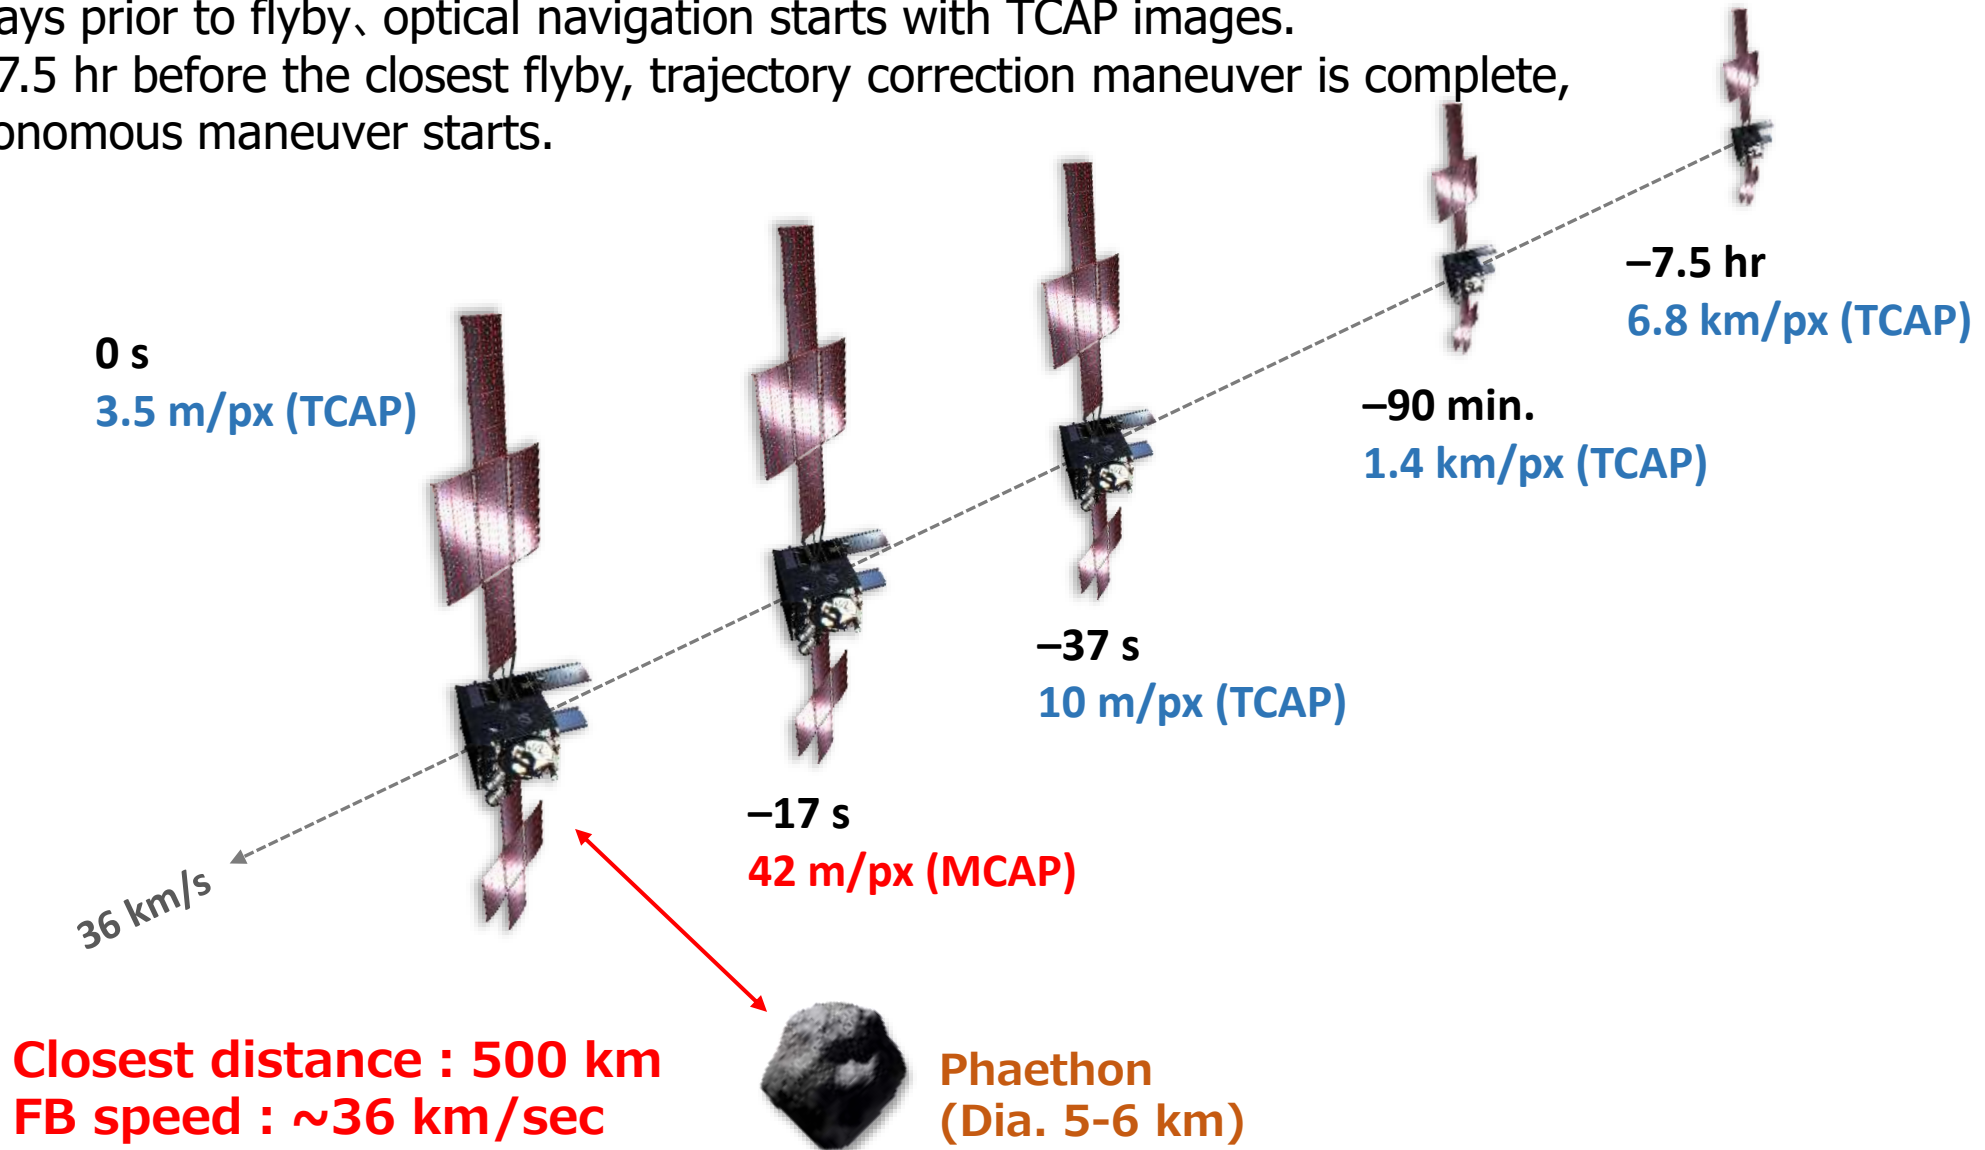 ays prior to flyby、optical navigation starts with TCAP images.
7.5 hr before the closest flyby, trajectory correction maneuver is complete,
onomous maneuver starts.
–7.5 hr
6.8 km/px (TCAP)
0 s
3.5 m/px (TCAP)
–90 min.
1.4 km/px (TCAP)
–37 s
10 m/px (TCAP)
–17 s
42 m/px (MCAP)
36 km/s
Closest distance : 500 km
FB speed : ~36 km/sec
Phaethon
(Dia. 5-6 km)